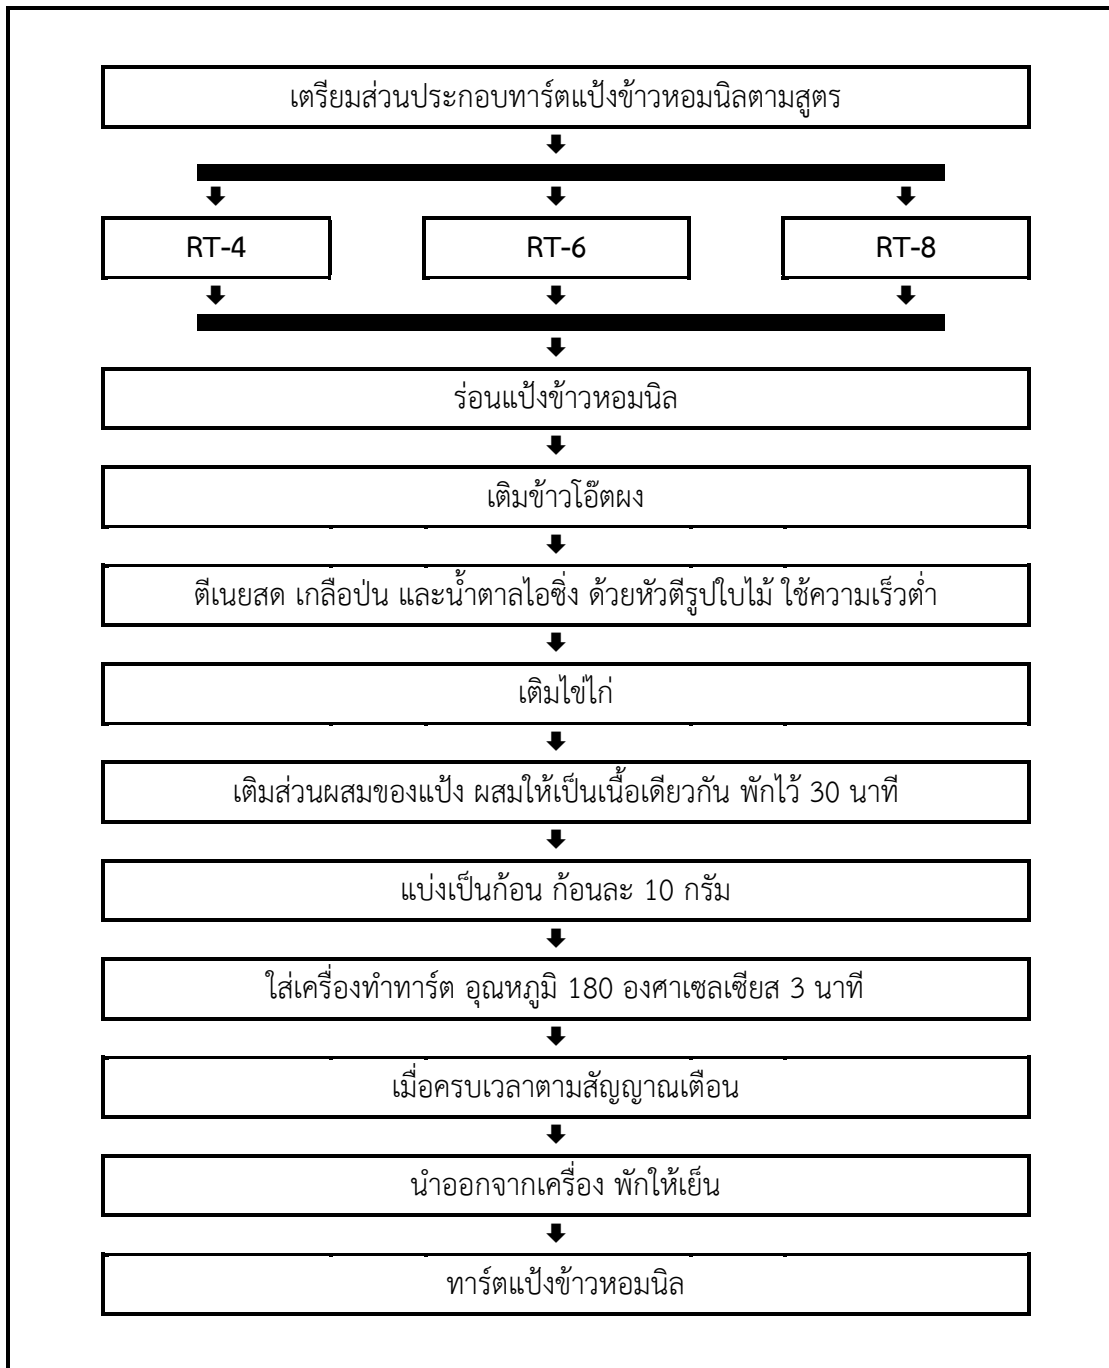 เตรียมส่วนประกอบทาร์ตแป้งข้าวหอมนิลตามสูตร
RT-4
RT-6
RT-8
ร่อนแป้งข้าวหอมนิล
เติมข้าวโอ๊ตผง
ตีเนยสด เกลือป่น และน้ำตาลไอซิ่ง ด้วยหัวตีรูปใบไม้ ใช้ความเร็วต่ำ
เติมไข่ไก่
เติมส่วนผสมของแป้ง ผสมให้เป็นเนื้อเดียวกัน พักไว้ 30 นาที
แบ่งเป็นก้อน ก้อนละ 10 กรัม
ใส่เครื่องทำทาร์ต อุณหภูมิ 180 องศาเซลเซียส 3 นาที
เมื่อครบเวลาตามสัญญาณเตือน
นำออกจากเครื่อง พักให้เย็น
ทาร์ตแป้งข้าวหอมนิล